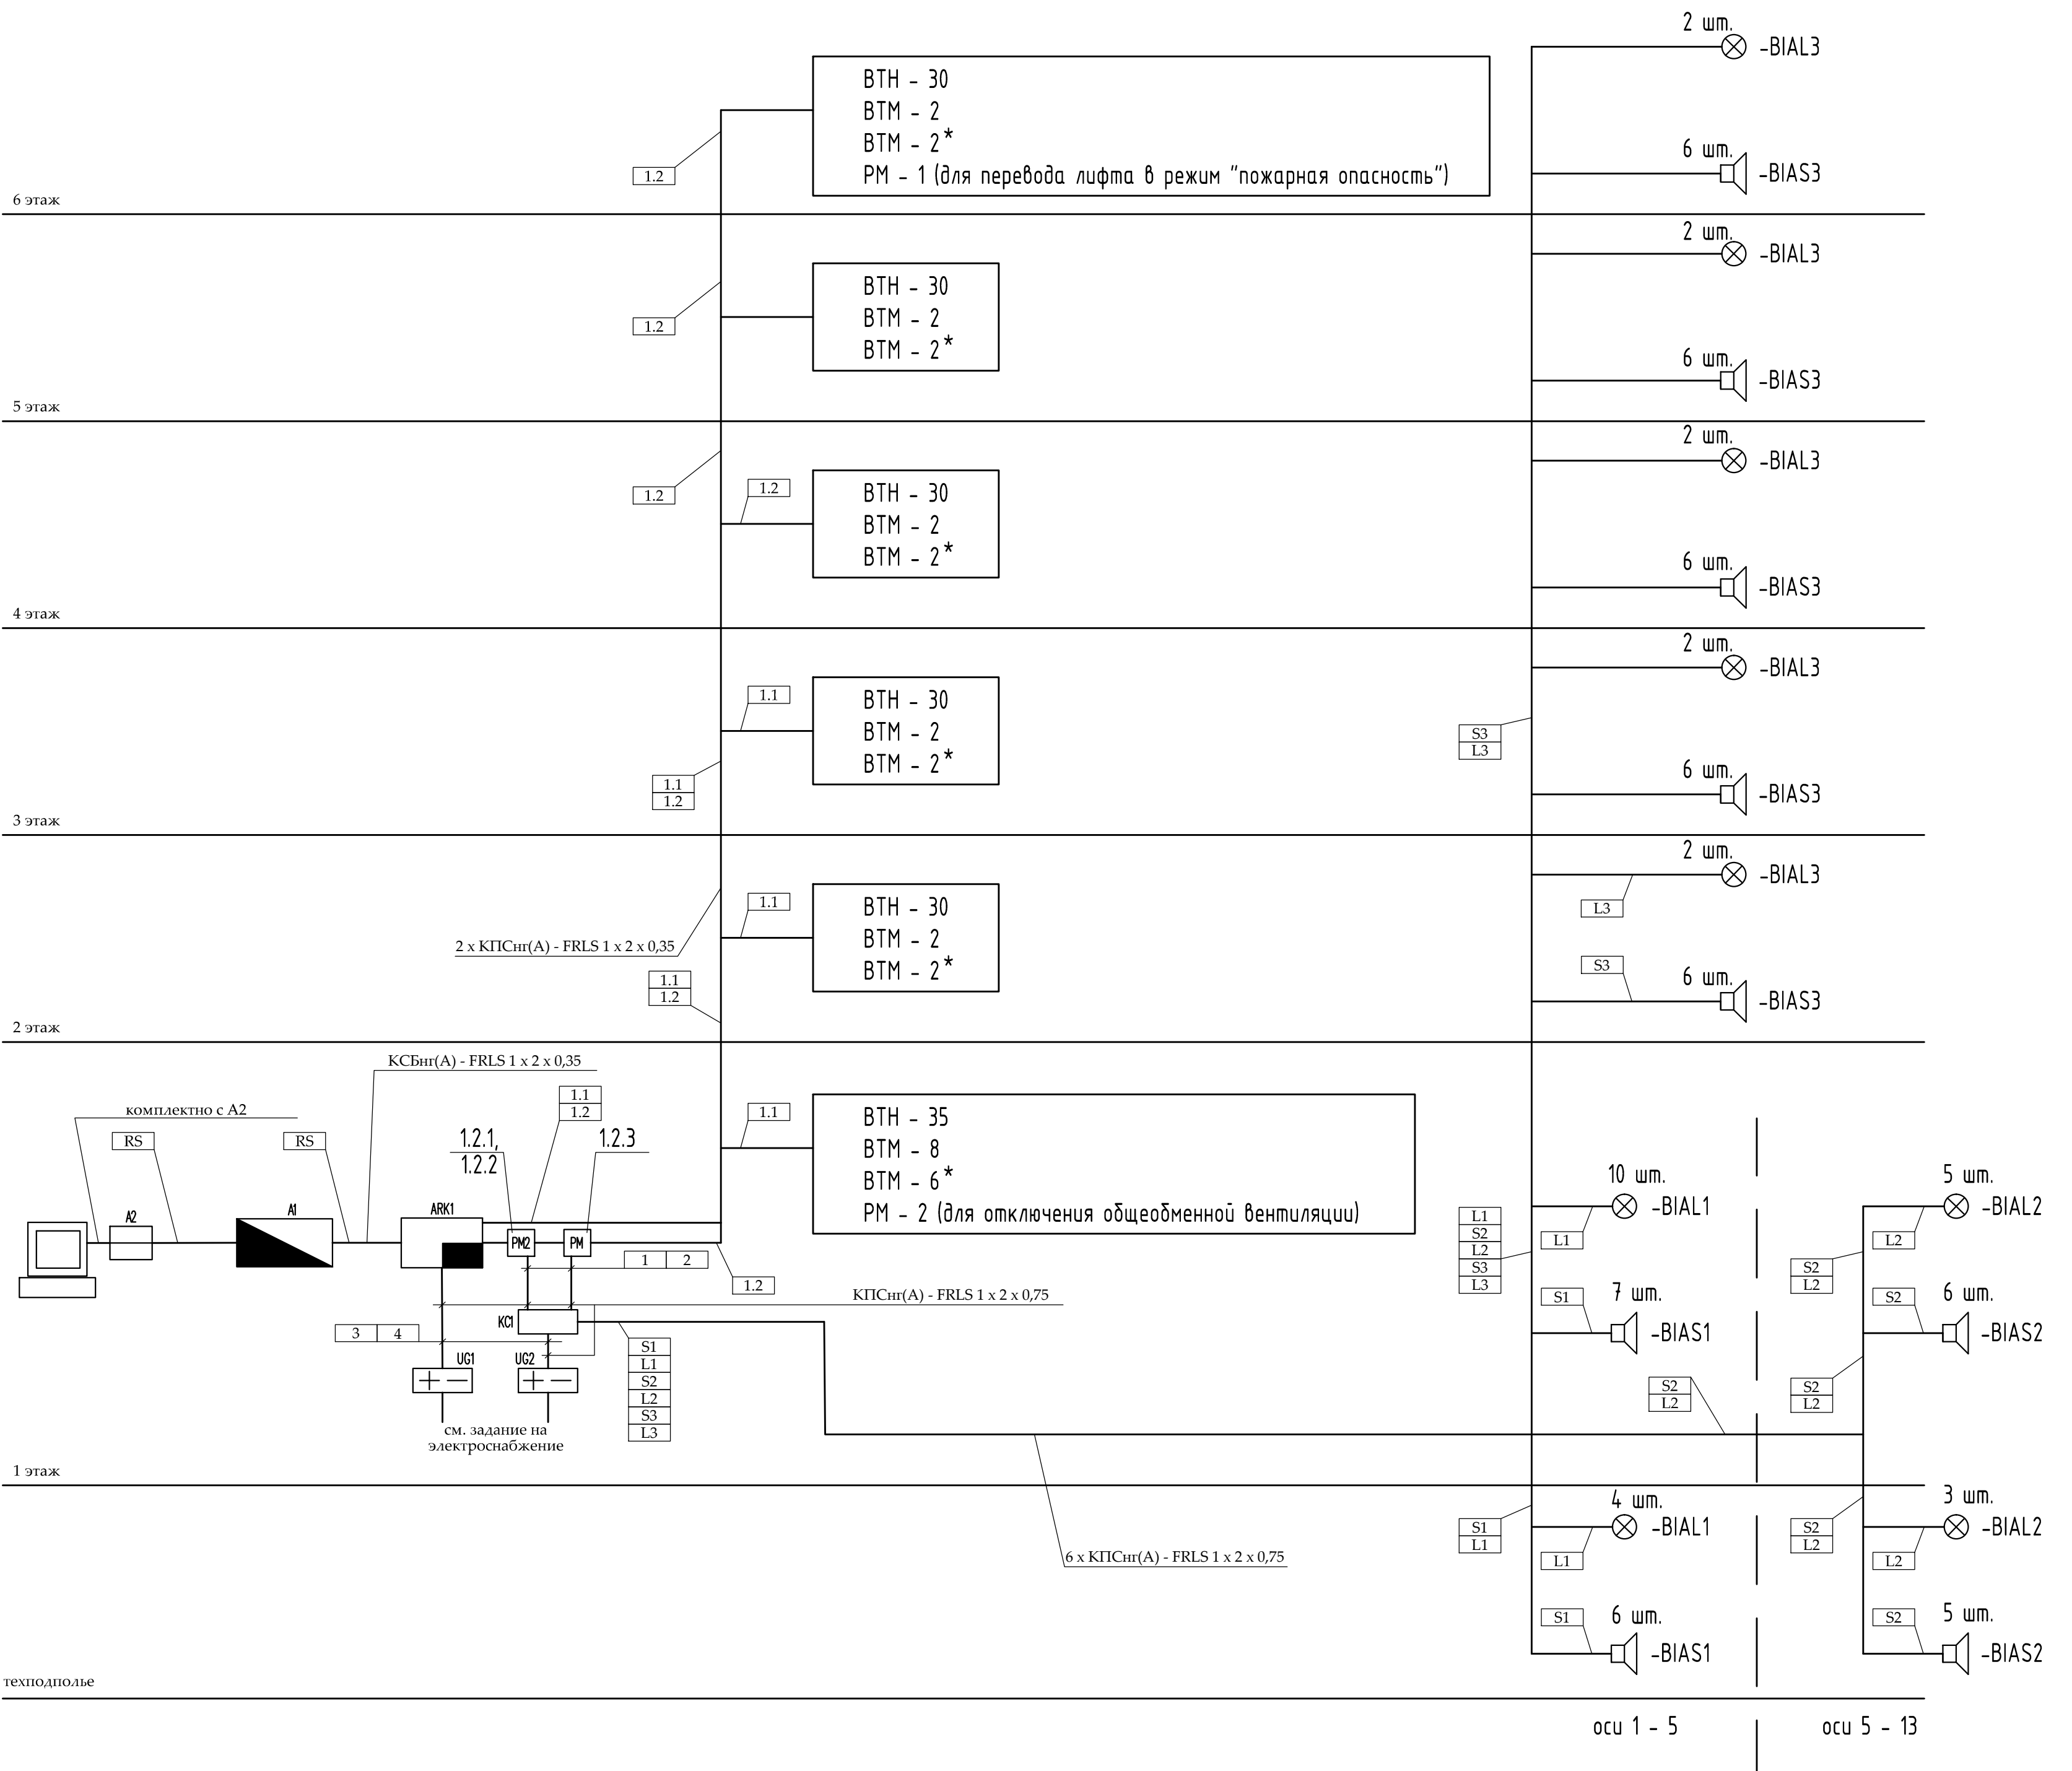 2 шт.
-BIAL3
ВТН - 30
ВТМ - 2
ВТМ - 2*
РМ - 1 (для перевода лифта в режим "пожарная опасность")
1.2
6 шт.
-BIAS3
6 этаж
2 шт.
-BIAL3
ВТН - 30
ВТМ - 2
ВТМ - 2*
1.2
6 шт.
-BIAS3
5 этаж
2 шт.
-BIAL3
1.2
1.2
ВТН - 30
ВТМ - 2
ВТМ - 2*
6 шт.
-BIAS3
4 этаж
2 шт.
-BIAL3
1.1
ВТН - 30
ВТМ - 2
ВТМ - 2*
S3
L3
1.1
1.2
6 шт.
-BIAS3
3 этаж
2 шт.
-BIAL3
L3
1.1
ВТН - 30
ВТМ - 2
ВТМ - 2*
2 x КПСнг(А) - FRLS 1 x 2 x 0,35
1.1
1.2
S3
6 шт.
-BIAS3
2 этаж
КСБнг(А) - FRLS 1 x 2 x 0,35
комплектно с А2
RS
RS
1.1
1.2
1.2.1,
1.2.2
1.2.3
1.1
ВТН - 35
ВТМ - 8
ВТМ - 6*
РМ - 2 (для отключения общеобменной вентиляции)
A2
A1
ARK1
PM2
PM
1 2
1.2
КПСнг(А) - FRLS 1 x 2 x 0,75
КС1
3 4
UG1
UG2
S1
L1
S2
L2
S3
L3
см. задание на
электроснабжение
10 шт.
-BIAL1
L1
L1
S2
L2
S3
L3
S1
7 шт.
-BIAS1
5 шт.
-BIAL2
L2
S2
L2
S2
6 шт.
-BIAS2
S2
L2
S2
L2
1 этаж
4 шт.
-BIAL1
S1
L1
L1
3 шт.
-BIAL2
S2
L2
L2
6 x КПСнг(А) - FRLS 1 x 2 x 0,75
S1
6 шт.
-BIAS1
S2
5 шт.
-BIAS2
техподполье
оси 1 - 5
оси 5 - 13